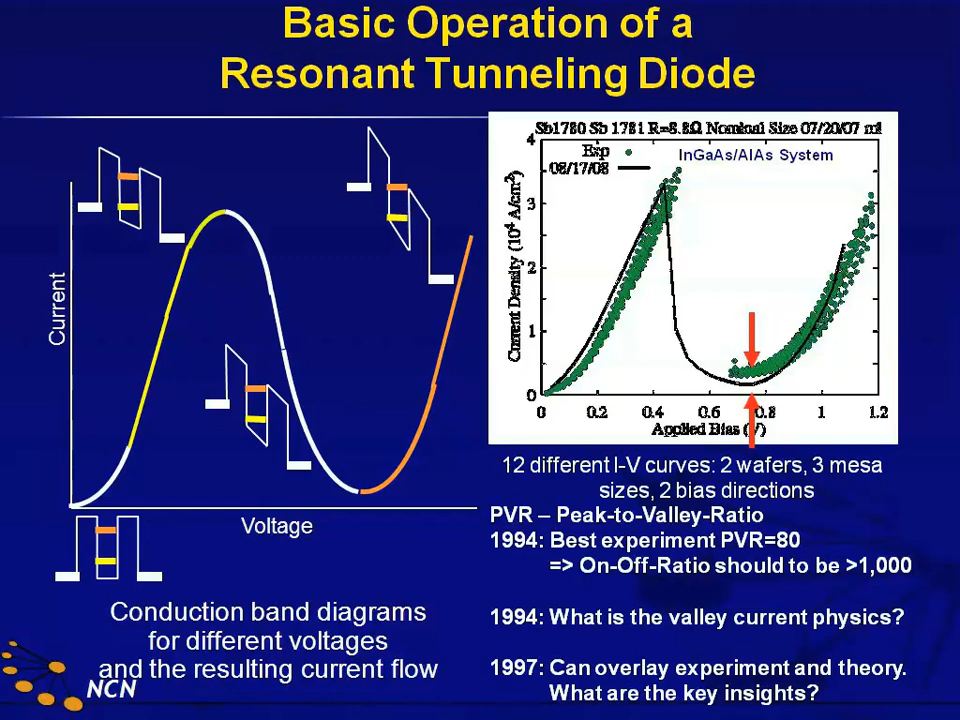 Basic Operation of a
Resonant Tunneling Diode
Current
Voltage
Conduction band diagrams
for different voltages
and the resulting current flow
NCN
Sb1780 Sb 1781 R=8.8Ω Nominal Size 07/20/07 ml
Exp
08/17/08
InGaAs/AlAs System
Current Density (10⁴ A/cm²)
4
3
2
1
0
0 0.2 0.4 0.6 0.8 1 1.2
Applied Bias (V)
12 different I-V curves: 2 wafers, 3 mesa
sizes, 2 bias directions
PVR – Peak-to-Valley-Ratio
1994: Best experiment PVR=80
=> On-Off-Ratio should to be >1,000
1994: What is the valley current physics?
1997: Can overlay experiment and theory.
What are the key insights?